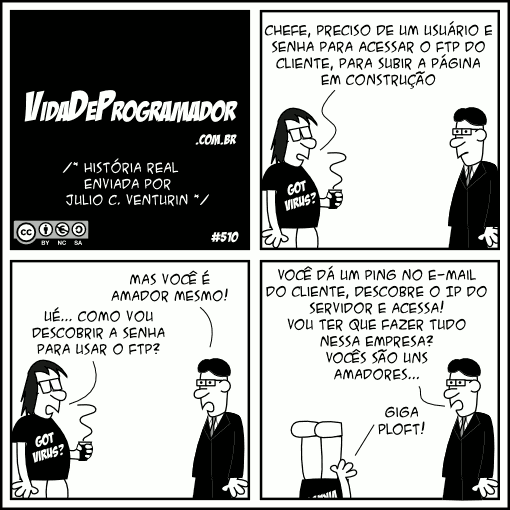 VidaDeProgramador
.com.br
/* HISTÓRIA REAL
ENVIADA POR
JULIO C. VENTURIN */
CC BY NC SA
#510
CHEFE, PRECISO DE UM USUÁRIO E
SENHA PARA ACESSAR O FTP DO
CLIENTE, PARA SUBIR A PÁGINA
EM CONSTRUÇÃO
GOT
VIRUS?
MAS VOCÊ É
AMADOR MESMO!
UÉ... COMO VOU
DESCOBRIR A SENHA
PARA USAR O FTP?
GOT
VIRUS?
VOCÊ DÁ UM PING NO E-MAIL
DO CLIENTE, DESCOBRE O IP DO
SERVIDOR E ACESSA!
VOU TER QUE FAZER TUDO
NESSA EMPRESA?
VOCÊS SÃO UNS
AMADORES...
GIGA
PLOFT!